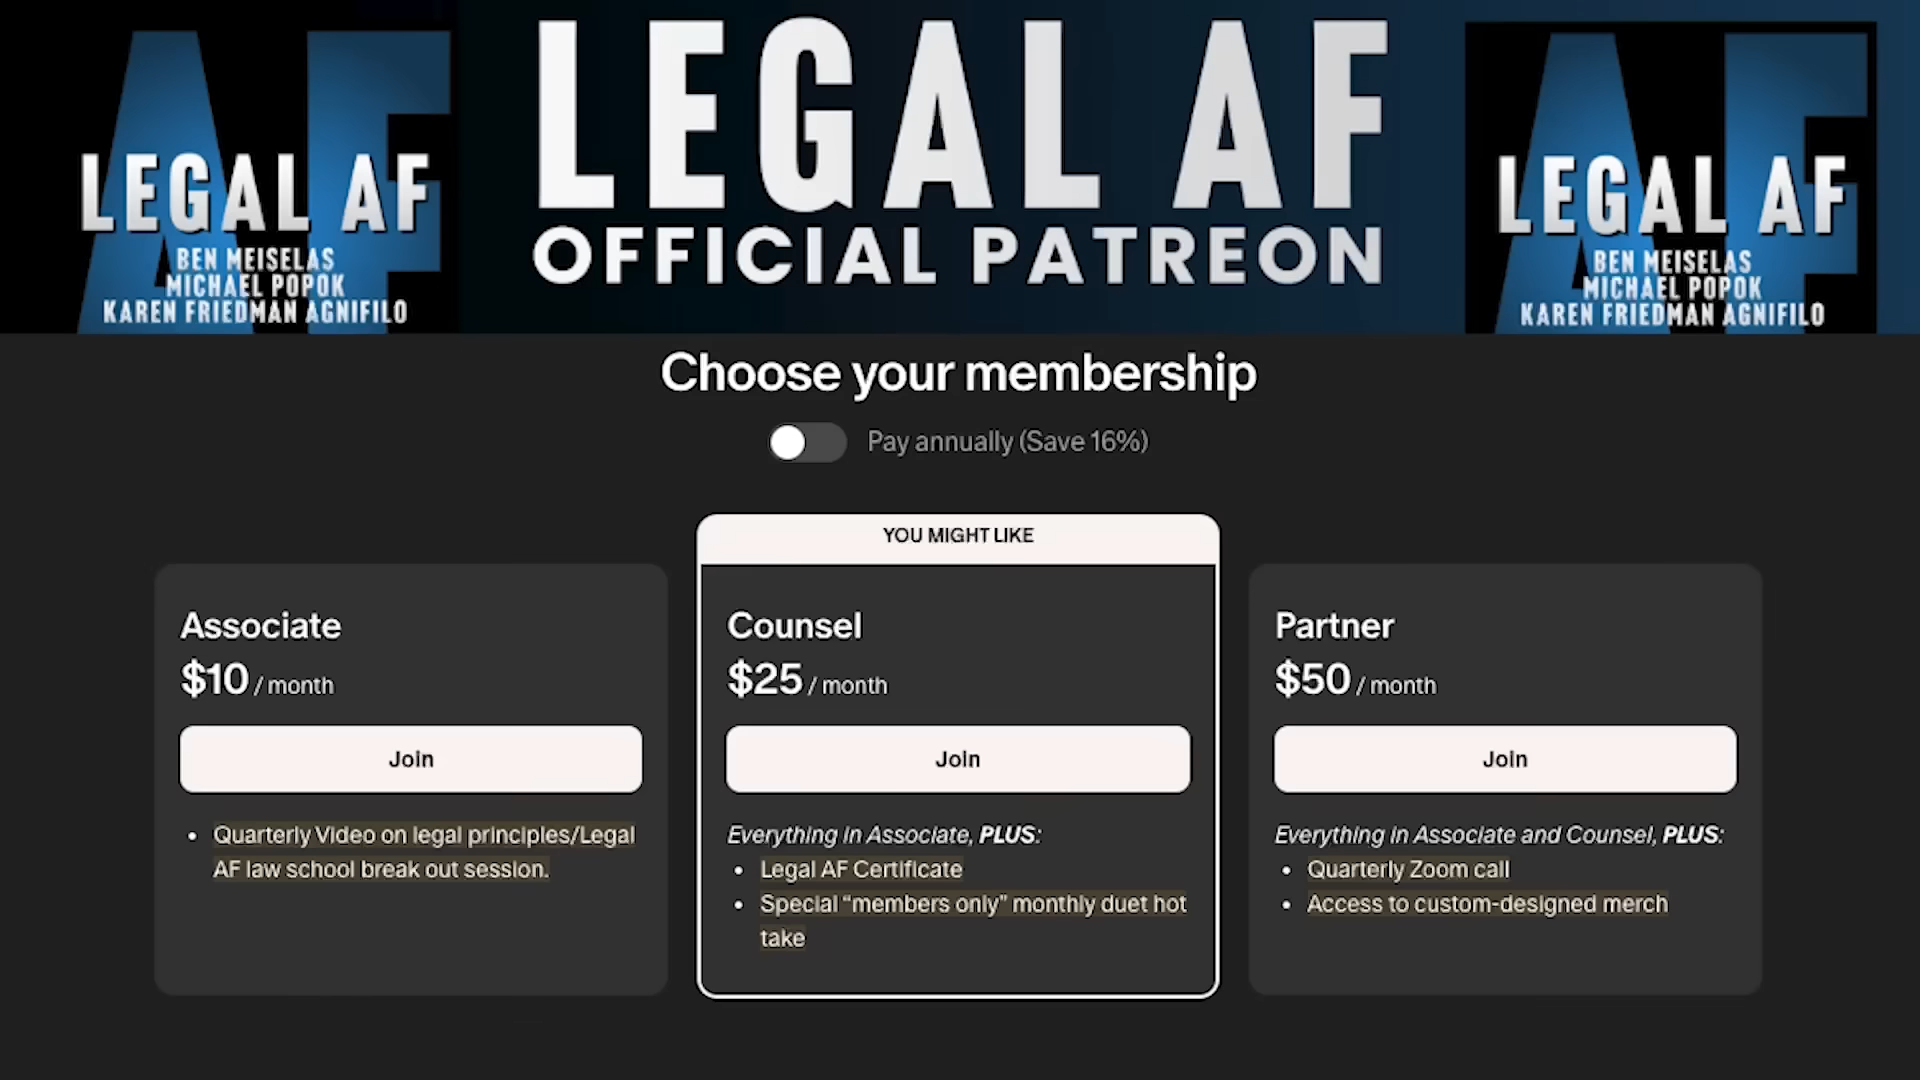 LEGAL AF
BEN MEISELAS
MICHAEL POPOK
KAREN FRIEDMAN AGNIFILO
LEGAL AF
OFFICIAL PATREON
AF
LEGAL AF
BEN MEISELAS
MICHAEL POPOK
KAREN FRIEDMAN AGNIFILO
AF
Choose your membership
Pay annually (Save 16%)
Associate
$10 / month
Join
• Quarterly Video on legal principles/Legal
AF law school break out session.
YOU MIGHT LIKE
Counsel
$25 / month
Join
Everything in Associate, PLUS:
• Legal AF Certificate
• Special “members only” monthly duet hot
take
Partner
$50 / month
Join
Everything in Associate and Counsel, PLUS:
• Quarterly Zoom call
• Access to custom-designed merch